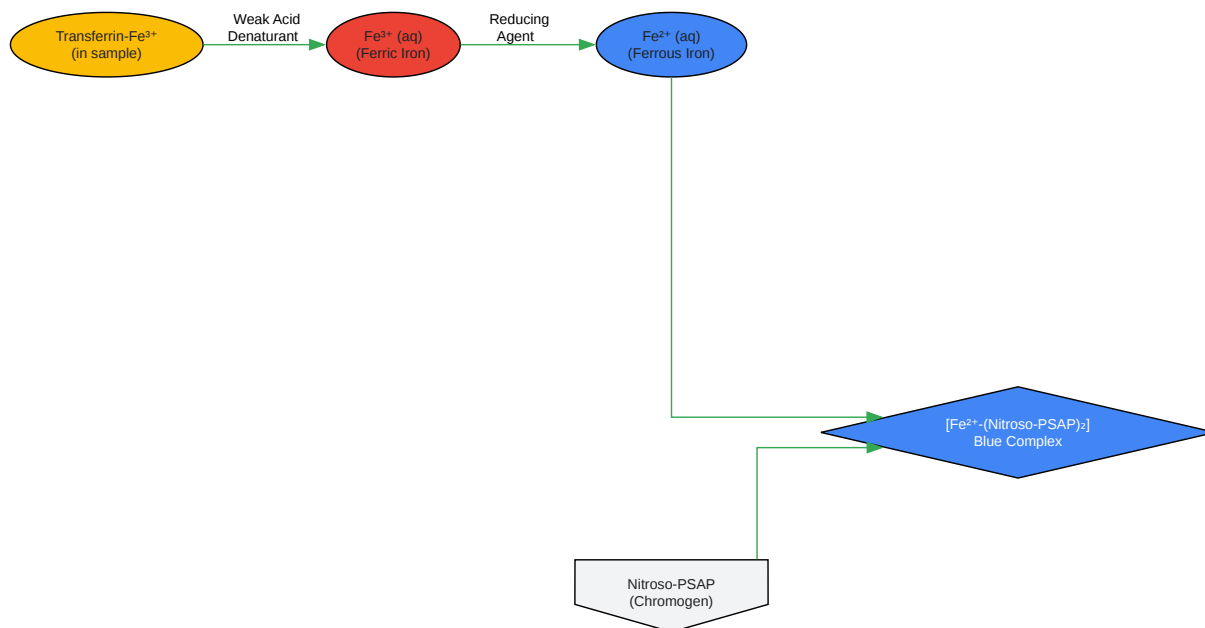 Transferrin-Fe³⁺
(in sample)
Weak Acid
Denaturant
Fe³⁺ (aq)
(Ferric Iron)
Reducing
Agent
Fe²⁺ (aq)
(Ferrous Iron)
[Fe²⁺-(Nitroso-PSAP)₂]
Blue Complex
Nitroso-PSAP
(Chromogen)